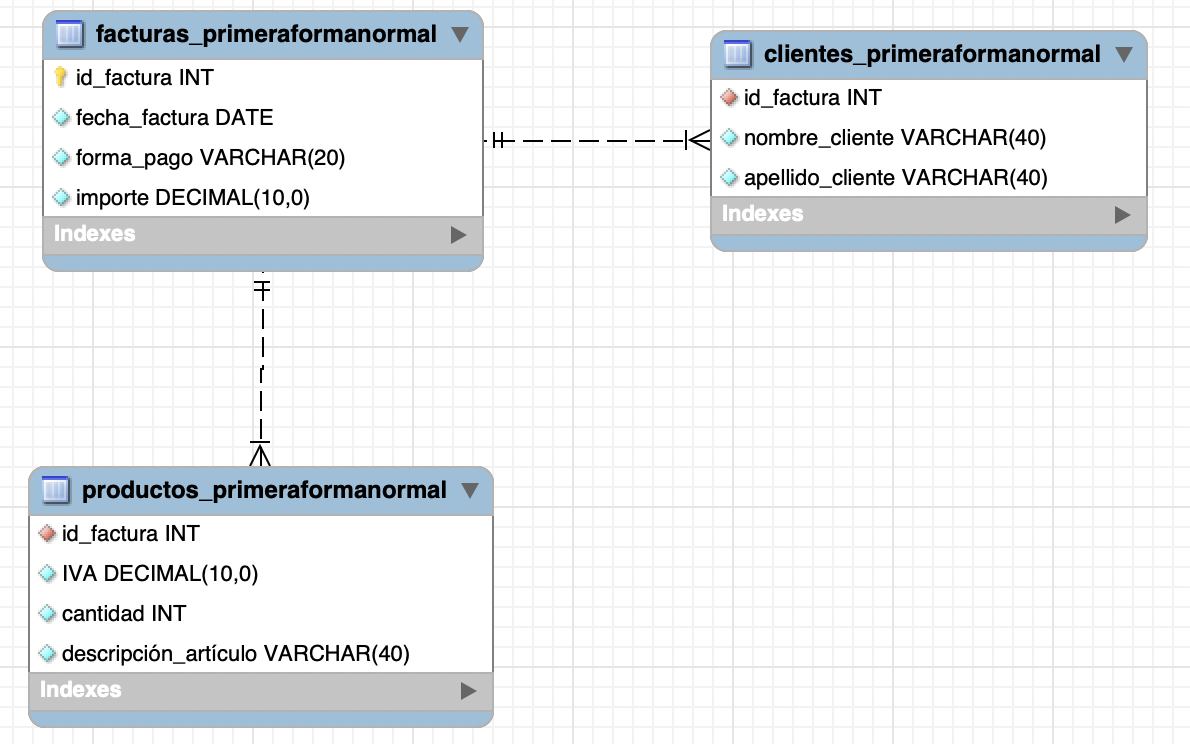 facturas_primeraformanormal
id_factura INT
fecha_factura DATE
forma_pago VARCHAR(20)
importe DECIMAL(10,0)
Indexes
clientes_primeraformanormal
id_factura INT
nombre_cliente VARCHAR(40)
apellido_cliente VARCHAR(40)
Indexes
productos_primeraformanormal
id_factura INT
IVA DECIMAL(10,0)
cantidad INT
descripción_artículo VARCHAR(40)
Indexes